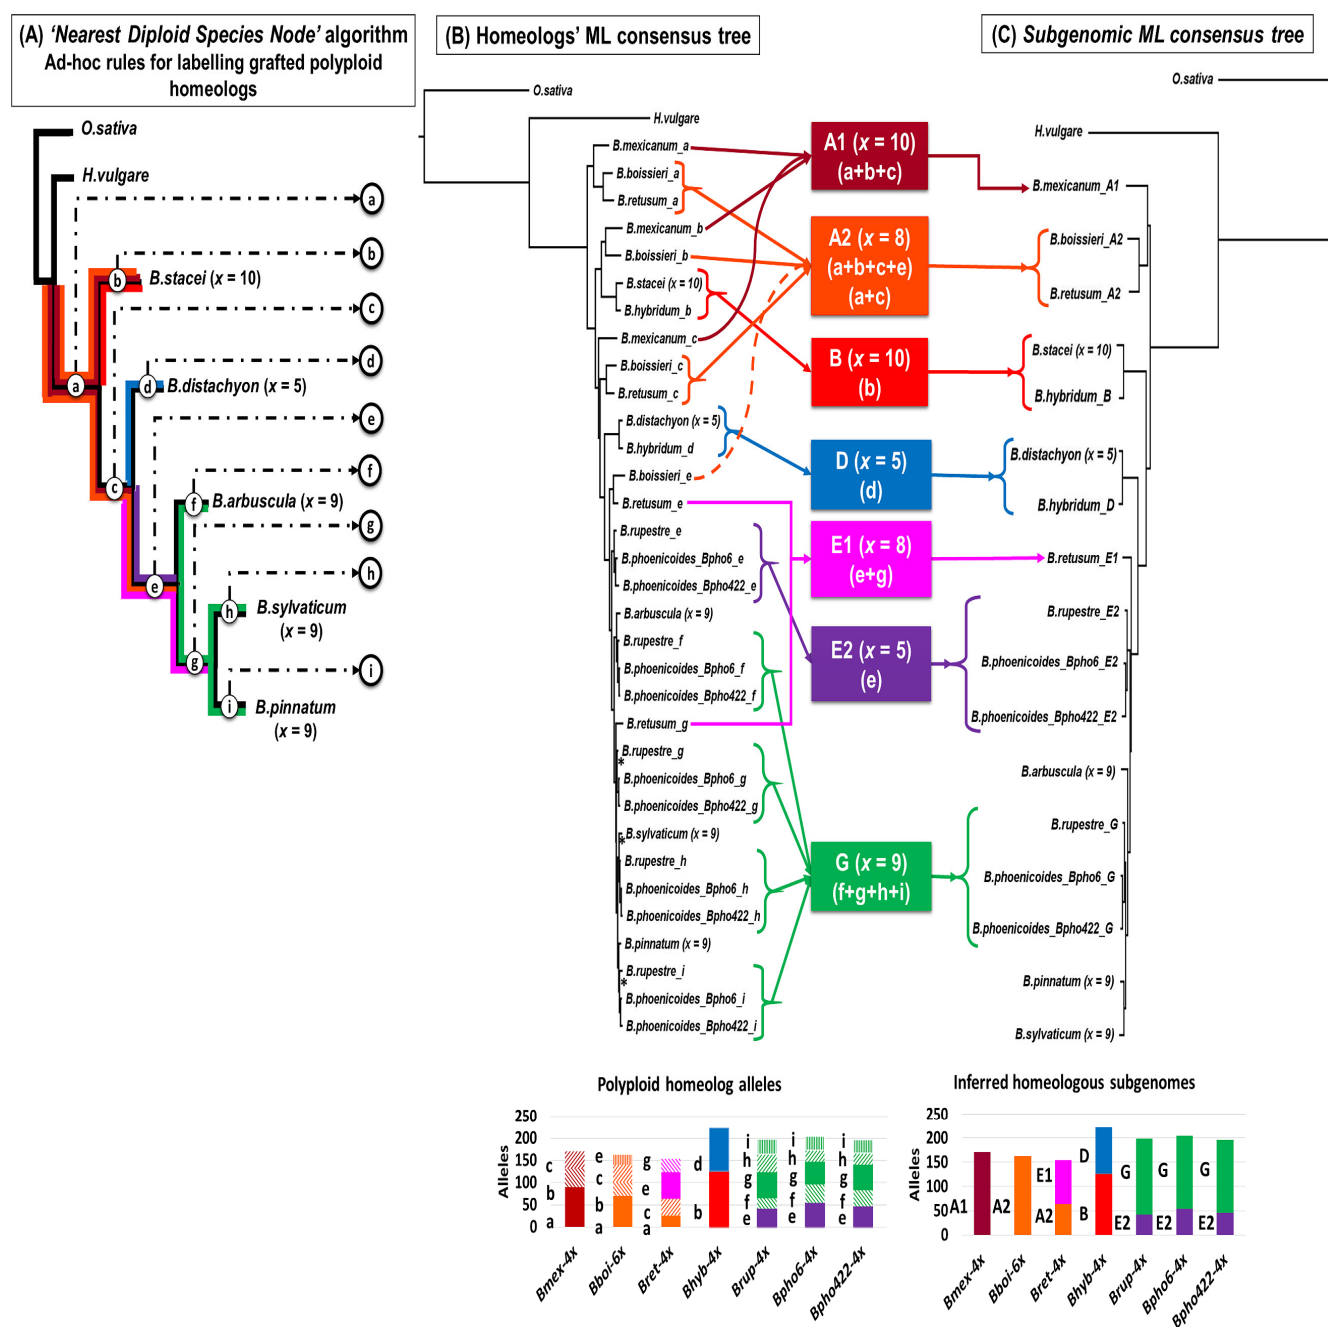 (A) ‘Nearest Diploid Species Node’ algorithm
Ad-hoc rules for labelling grafted polyploid
homeologs
O.sativa
H.vulgare
a
b
B.stacei (x = 10)
c
d
B.distachyon (x = 5)
e
f
B.arbuscula (x = 9)
g
h
B.sylvaticum
(x = 9)
i
B.pinnatum
(x = 9)
a
b
c
d
e
f
g
h
i
(B) Homeologs’ ML consensus tree
O.sativa
H.vulgare
B.mexicanum_a
B.boissieri_a
B.retusum_a
B.mexicanum_b
B.boissieri_b
B.stacei (x = 10)
B.hybridum_b
B.mexicanum_c
B.boissieri_c
B.retusum_c
B.distachyon (x = 5)
B.hybridum_d
B.boissieri_e
B.retusum_e
B.rupestre_e
B.phoenicoides_Bpho6_e
B.phoenicoides_Bpho422_e
B.arbuscula (x = 9)
B.rupestre_f
B.phoenicoides_Bpho6_f
B.phoenicoides_Bpho422_f
B.retusum_g
B.rupestre_g
*
B.phoenicoides_Bpho6_g
B.phoenicoides_Bpho422_g
B.sylvaticum (x = 9)
*
B.rupestre_h
B.phoenicoides_Bpho6_h
B.phoenicoides_Bpho422_h
B.pinnatum (x = 9)
B.rupestre_i
*
B.phoenicoides_Bpho6_i
B.phoenicoides_Bpho422_i
A1 (x = 10)
(a+b+c)
A2 (x = 8)
(a+b+c+e)
(a+c)
B (x = 10)
(b)
D (x = 5)
(d)
E1 (x = 8)
(e+g)
E2 (x = 5)
(e)
G (x = 9)
(f+g+h+i)
(C) Subgenomic ML consensus tree
O.sativa
H.vulgare
B.mexicanum_A1
B.boissieri_A2
B.retusum_A2
B.stacei (x = 10)
B.hybridum_B
B.distachyon (x = 5)
B.hybridum_D
B.retusum_E1
B.rupestre_E2
B.phoenicoides_Bpho6_E2
B.phoenicoides_Bpho422_E2
B.arbuscula (x = 9)
B.rupestre_G
B.phoenicoides_Bpho6_G
B.phoenicoides_Bpho422_G
B.pinnatum (x = 9)
B.sylvaticum (x = 9)
Polyploid homeolog alleles
Alleles
250
200
150
100
50
0
c
b
a
e
c
b
a
g
e
c
a
d
b
i
h
g
f
e
i
h
g
f
e
i
h
g
f
e
Bmex-4x
Bboi-6x
Bret-4x
Bhyb-4x
Brup-4x
Bpho6-4x
Bpho422-4x
Inferred homeologous subgenomes
Alleles
250
200
150
100
50
0
A1
A2
E1
A2
D
B
G
E2
G
E2
G
E2
Bmex-4x
Bboi-6x
Bret-4x
Bhyb-4x
Brup-4x
Bpho6-4x
Bpho422-4x